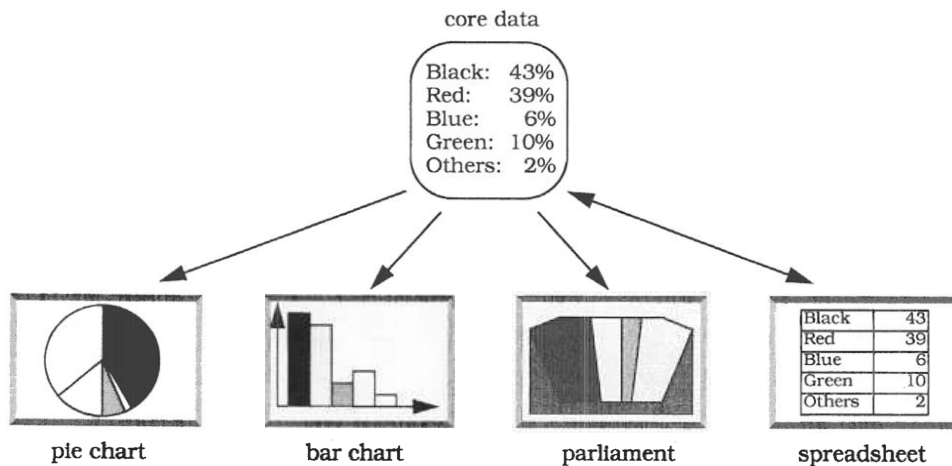 core data
Black: 43%
Red: 39%
Blue: 6%
Green: 10%
Others: 2%
Black 43
Red 39
Blue 6
Green 10
Others 2
pie chart
bar chart
parliament
spreadsheet